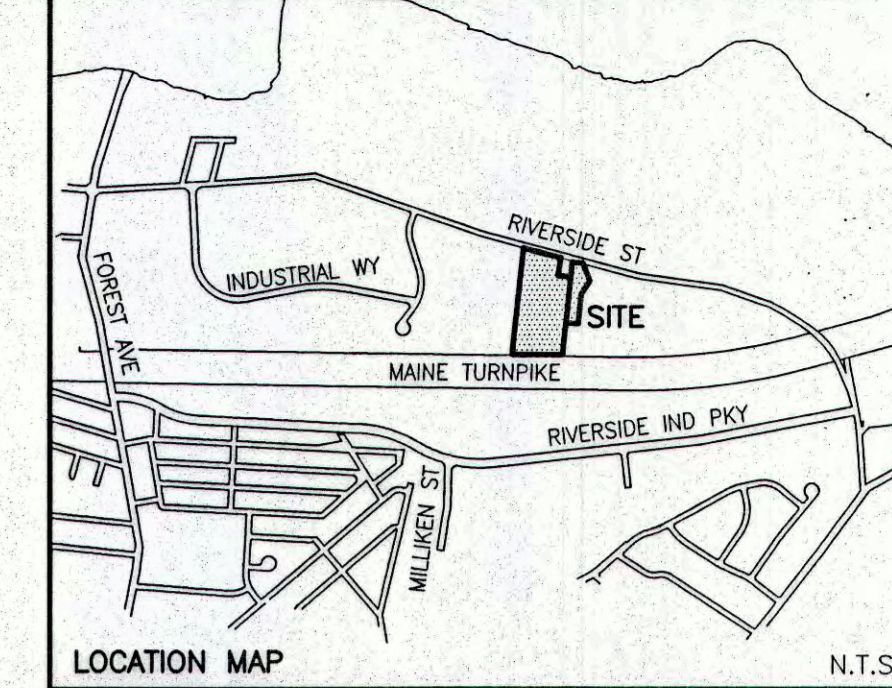 RIVERSIDE ST
FOREST AVE
INDUSTRIAL WY
SITE
MAINE TURNPIKE
RIVERSIDE IND PKY
MILLIKEN ST
LOCATION MAP
N.T.S